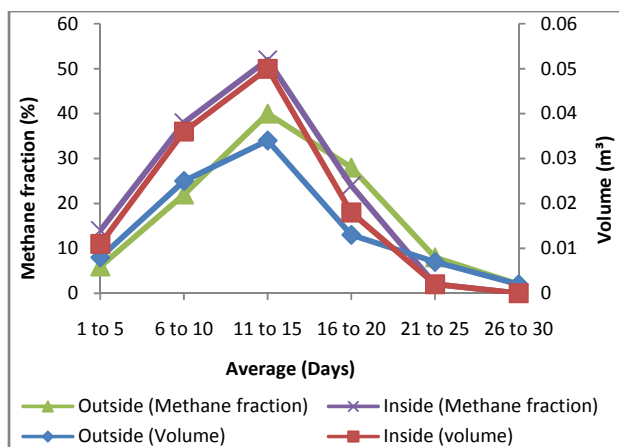 Methane fraction (%)
60
50
40
30
20
10
0
0.06
0.05
0.04
0.03
0.02
0.01
0
Volume (m³)
1 to 5 6 to 10 11 to 15 16 to 20 21 to 25 26 to 30
Average (Days)
Outside (Methane fraction) Inside (Methane fraction)
Outside (Volume) Inside (volume)